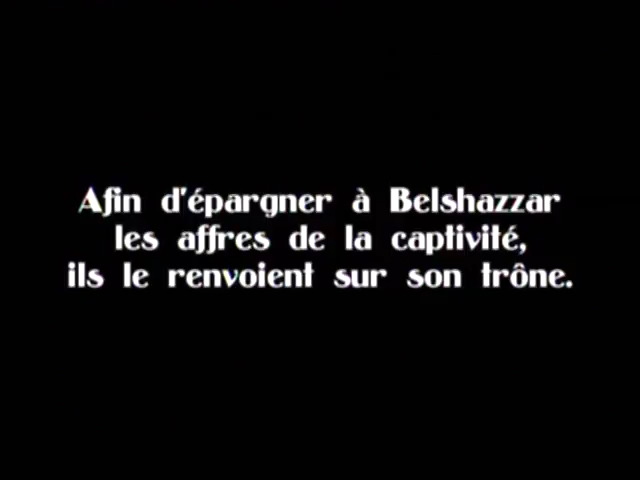 Afin d'épargner à Belshazzar
les affres de la captivité,
ils le renvoient sur son trône.